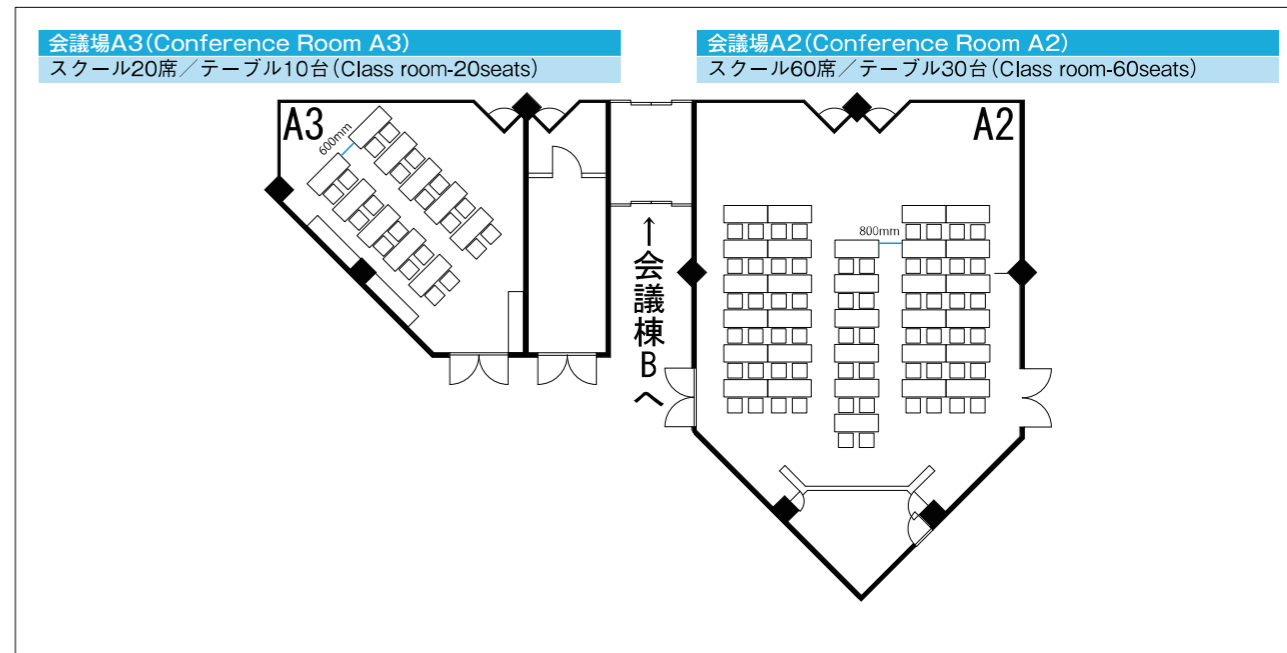 会議場A3(Conference Room A3)
スクール20席／テーブル10台(Class room-20seats)
会議場A2(Conference Room A2)
スクール60席／テーブル30台(Class room-60seats)
A3
600mm
A2
800mm
↑会議棟Bへ